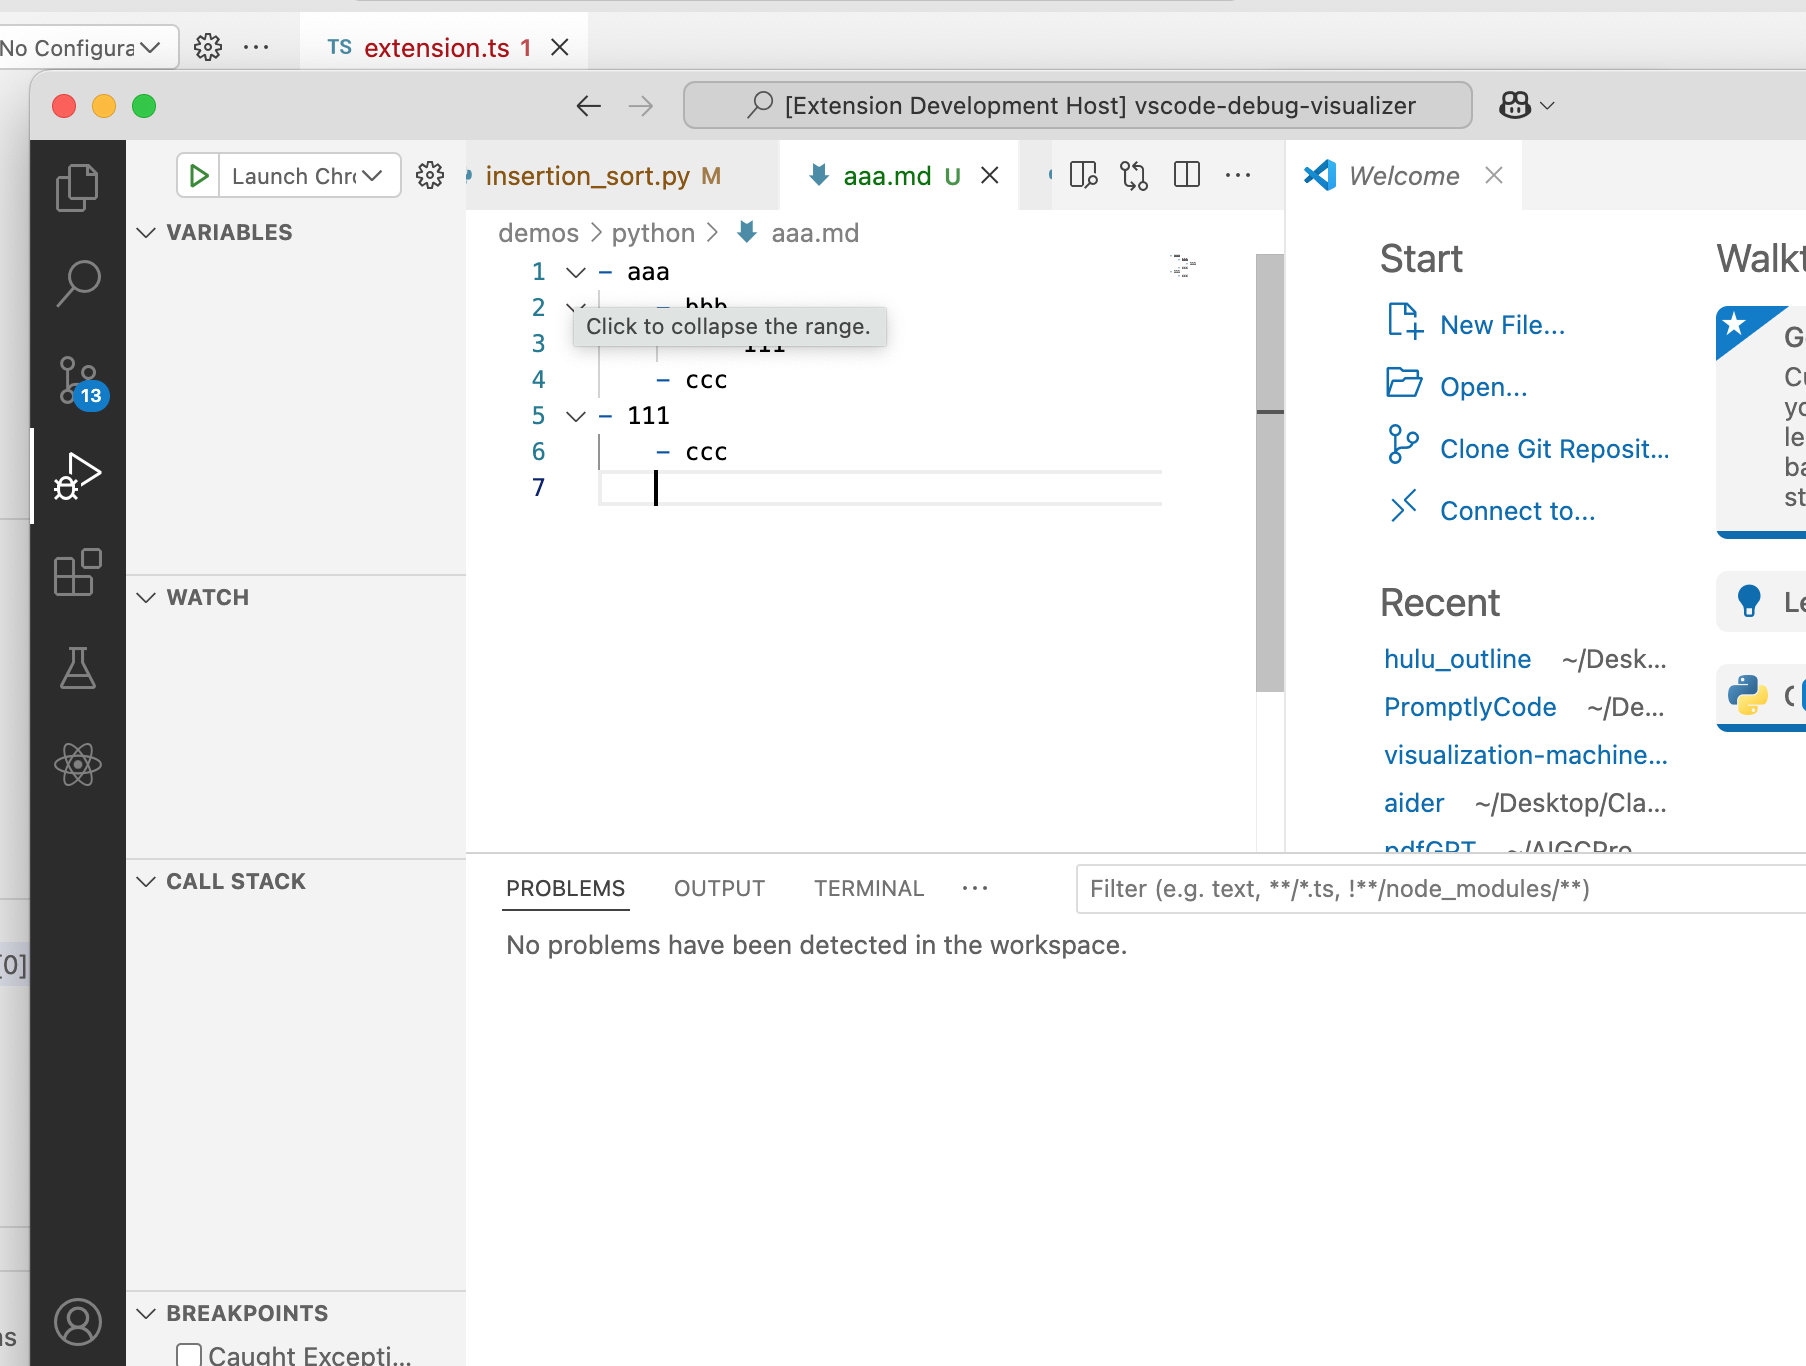 No Configura
TS extension.ts 1
[Extension Development Host] vscode-debug-visualizer
Launch Chr
insertion_sort.py M
aaa.md U
Welcome
VARIABLES
demos > python > aaa.md
1 - aaa
2 - bbb
Click to collapse the range.
3 111
4 - ccc
5 - 111
6 - ccc
7
13
WATCH
CALL STACK
BREAKPOINTS
Caught Excepti...
[0]
Start
New File...
Open...
Clone Git Reposit...
Connect to...
Recent
hulu_outline ~/Desk...
PromptlyCode ~/De...
visualization-machine...
aider ~/Desktop/Cla...
pdfGPT ~/AIGCPro
Walkt
G
Cu
yo
le
ba
st
Le
PROBLEMS OUTPUT TERMINAL
Filter (e.g. text, **/*.ts, !**/node_modules/**)
No problems have been detected in the workspace.